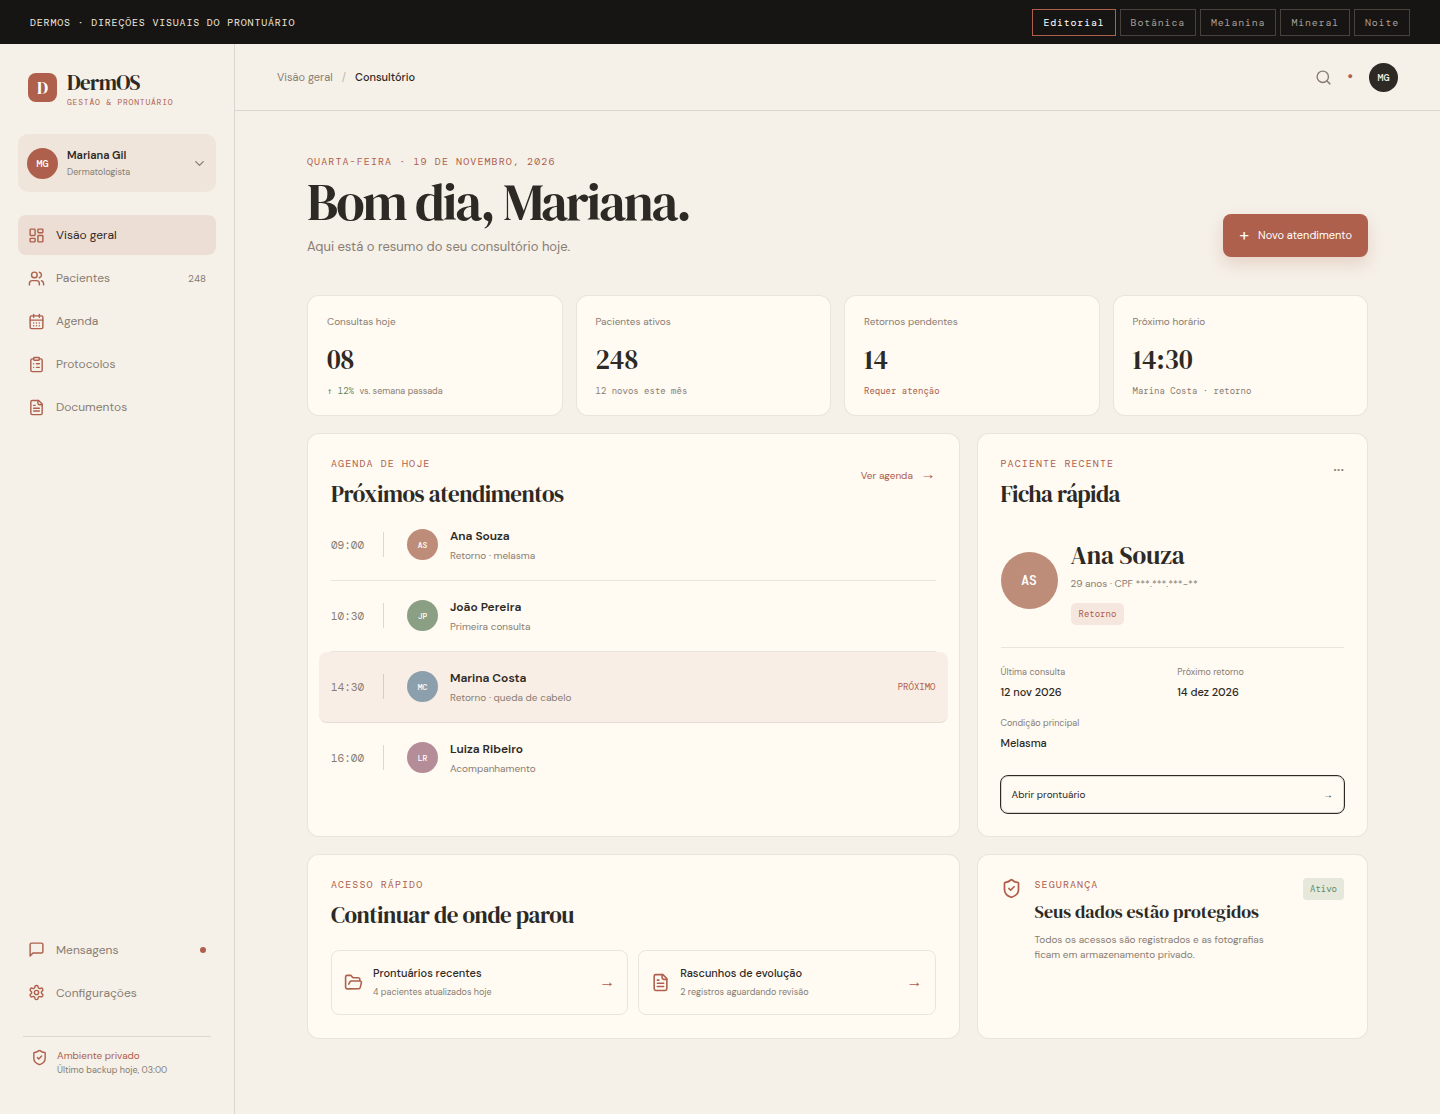 DERMOS · DIREÇÕES VISUAIS DO PRONTUÁRIO
Editorial
Botânica
Melanina
Mineral
Noite
D
DermOS
GESTÃO & PRONTUÁRIO
MG
Mariana Gil
Dermatologista
Visão geral
Pacientes
248
Agenda
Protocolos
Documentos
Mensagens
Configurações
Ambiente privado
Último backup hoje, 03:00
Visão geral / Consultório
MG
QUARTA-FEIRA · 19 DE NOVEMBRO, 2026
Bom dia, Mariana.
Aqui está o resumo do seu consultório hoje.
+ Novo atendimento
Consultas hoje
08
↑ 12% vs. semana passada
Pacientes ativos
248
12 novos este mês
Retornos pendentes
14
Requer atenção
Próximo horário
14:30
Marina Costa · retorno
AGENDA DE HOJE
Próximos atendimentos
Ver agenda →
09:00
AS
Ana Souza
Retorno · melasma
10:30
JP
João Pereira
Primeira consulta
14:30
MC
Marina Costa
Retorno · queda de cabelo
PRÓXIMO
16:00
LR
Luiza Ribeiro
Acompanhamento
PACIENTE RECENTE
Ficha rápida
...
AS
Ana Souza
29 anos · CPF ***.***.***-**
Retorno
Última consulta
12 nov 2026
Próximo retorno
14 dez 2026
Condição principal
Melasma
Abrir prontuário →
ACESSO RÁPIDO
Continuar de onde parou
Prontuários recentes
4 pacientes atualizados hoje
→
Rascunhos de evolução
2 registros aguardando revisão
→
SEGURANÇA
Seus dados estão protegidos
Todos os acessos são registrados e as fotografias
ficam em armazenamento privado.
Ativo